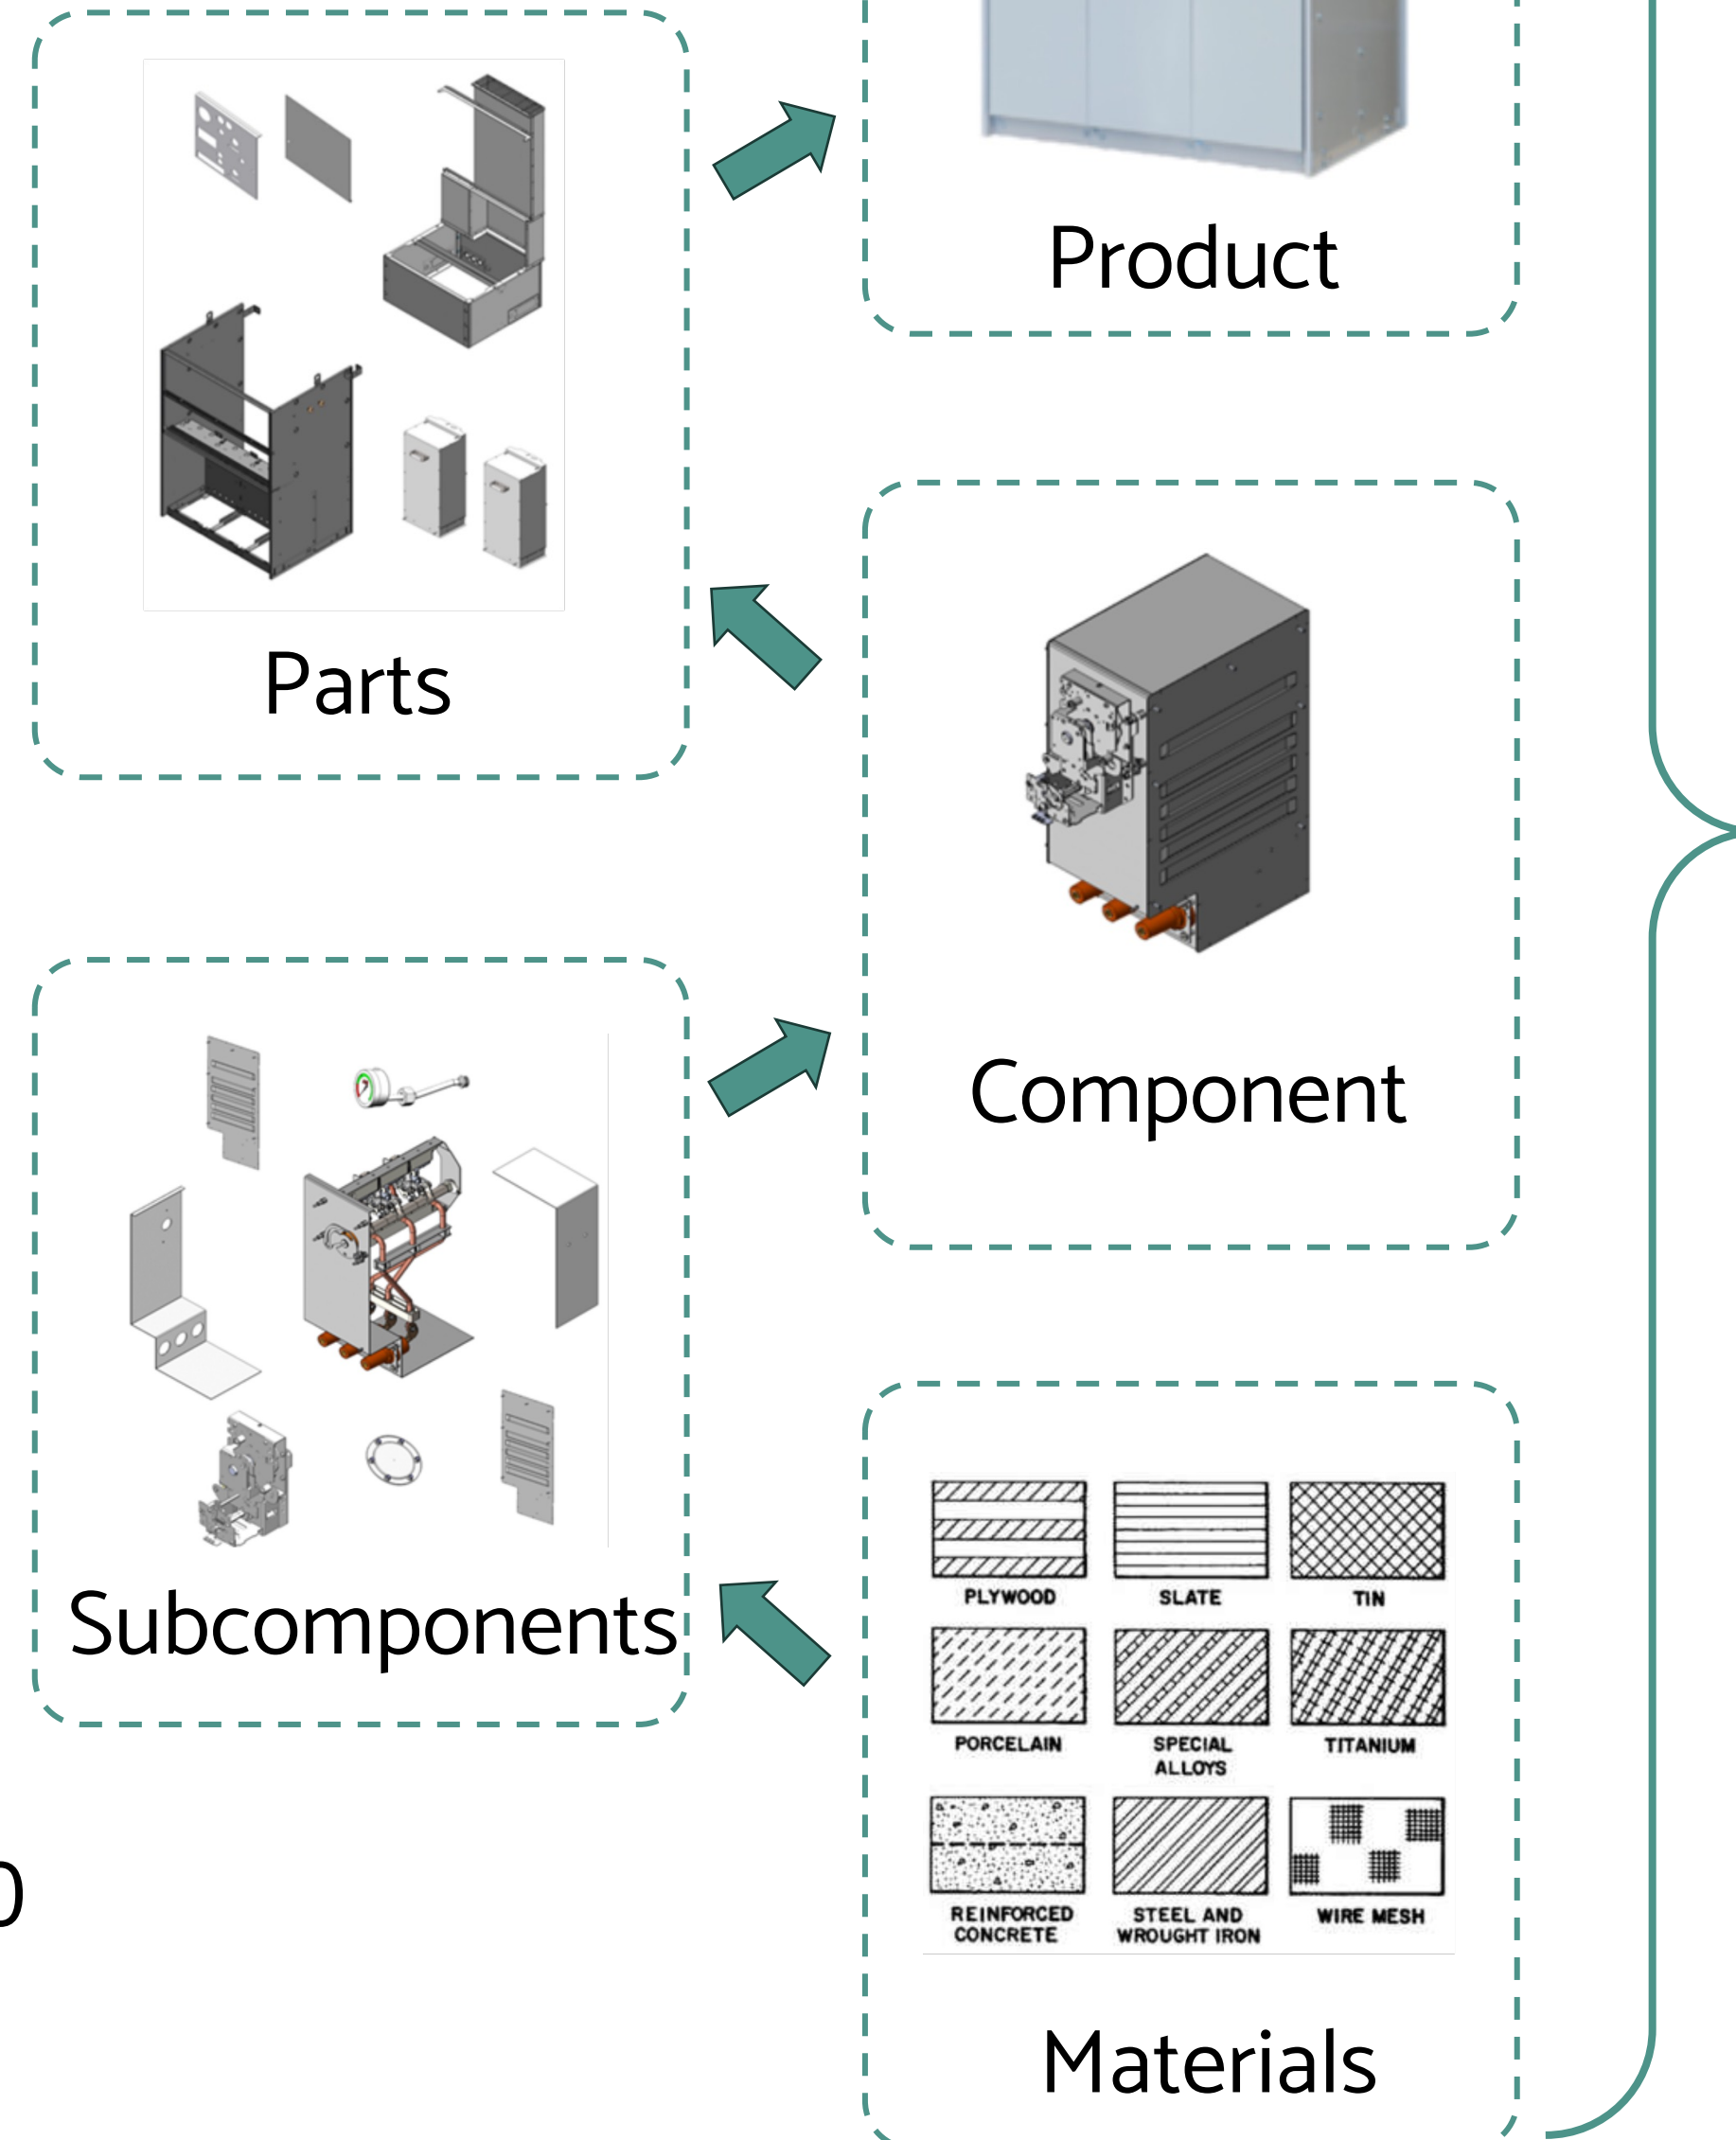 Product
Parts
Component
Subcomponents
PLYWOOD
SLATE
TIN
PORCELAIN
SPECIAL
ALLOYS
TITANIUM
REINFORCED
CONCRETE
STEEL AND
WROUGHT IRON
WIRE MESH
Materials